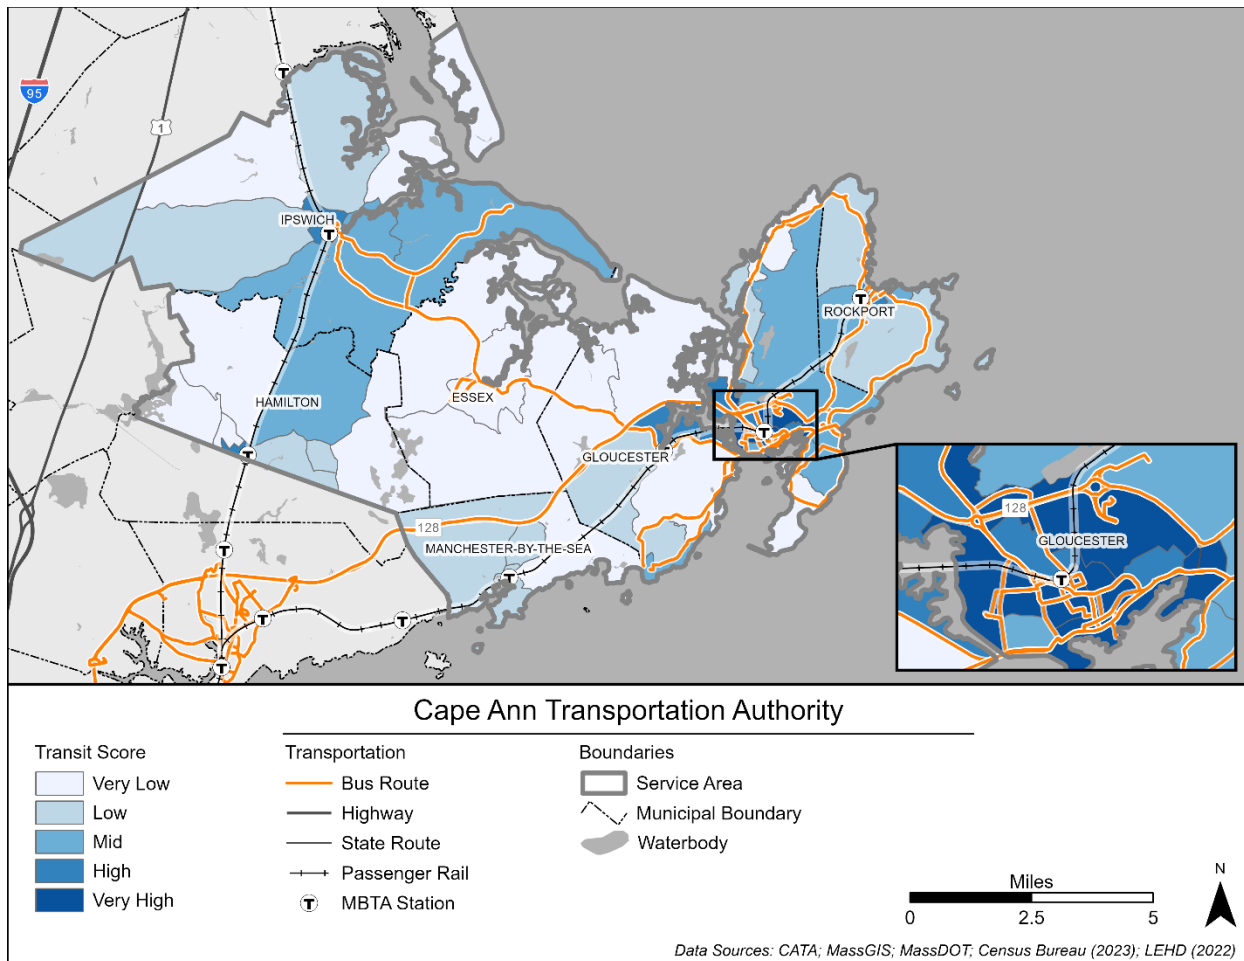 95
1
IPSWICH
ROCKPORT
HAMILTON
ESSEX
GLOUCESTER
128
MANCHESTER-BY-THE-SEA
128
GLOUCESTER
T
T
T
T
T
T
T
T
T
T
T
Cape Ann Transportation Authority
Transit Score
Very Low
Low
Mid
High
Very High
Transportation
Bus Route
Highway
State Route
Passenger Rail
T MBTA Station
Boundaries
Service Area
Municipal Boundary
Waterbody
Miles
0 2.5 5
N
Data Sources: CATA; MassGIS; MassDOT; Census Bureau (2023); LEHD (2022)